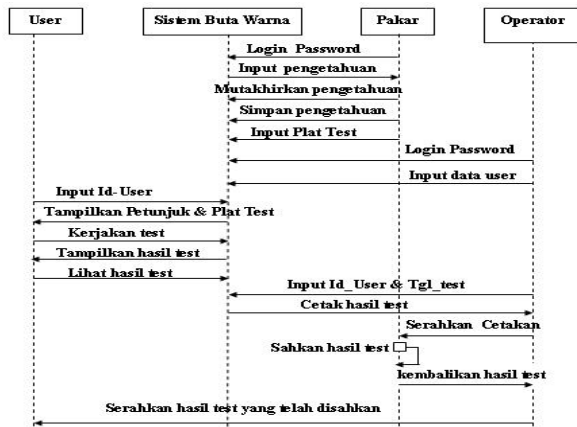 User
Sistem Buta Warna
Pakar
Operator
Login Password
Input pengetahuan
Mutakhirkan pengetahuan
Simpan pengetahuan
Input Plat Test
Login Password
Input data user
Input Id-User
Tampilkan Petunjuk & Plat Test
Kerjakan test
Tampilkan hasil test
Lihat hasil test
Input Id_User & Tgl_test
Cetak hasil test
Serahkan Cetakan
Sahkan hasil test
kembalikan hasil test
Serahkan hasil test yang telah disahkan